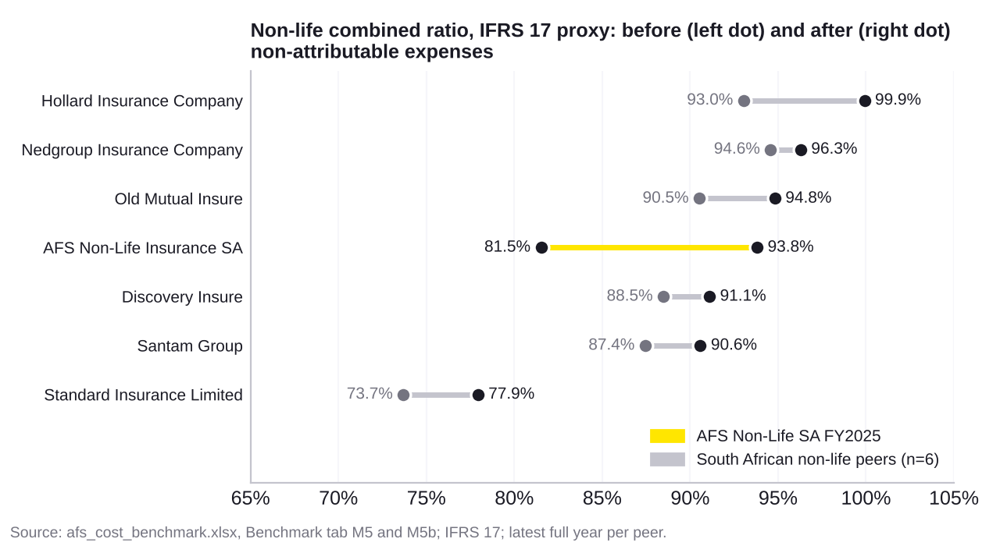 Non-life combined ratio, IFRS 17 proxy: before (left dot) and after (right dot)
non-attributable expenses
Hollard Insurance Company 93.0% 99.9%
Nedgroup Insurance Company 94.6% 96.3%
Old Mutual Insure 90.5% 94.8%
AFS Non-Life Insurance SA 81.5% 93.8%
Discovery Insure 88.5% 91.1%
Santam Group 87.4% 90.6%
Standard Insurance Limited 73.7% 77.9%
AFS Non-Life SA FY2025
South African non-life peers (n=6)
65% 70% 75% 80% 85% 90% 95% 100% 105%
Source: afs_cost_benchmark.xlsx, Benchmark tab M5 and M5b; IFRS 17; latest full year per peer.